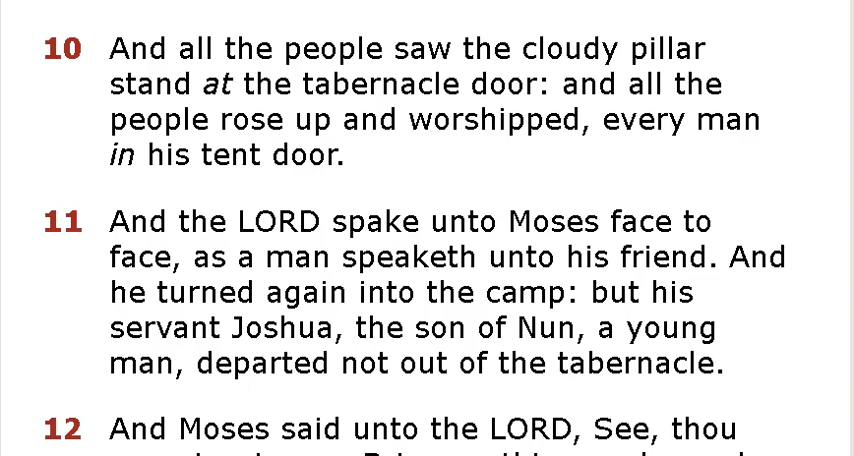 10 And all the people saw the cloudy pillar
stand at the tabernacle door: and all the
people rose up and worshipped, every man
in his tent door.
11 And the LORD spake unto Moses face to
face, as a man speaketh unto his friend. And
he turned again into the camp: but his
servant Joshua, the son of Nun, a young
man, departed not out of the tabernacle.
12 And Moses said unto the LORD, See, thou